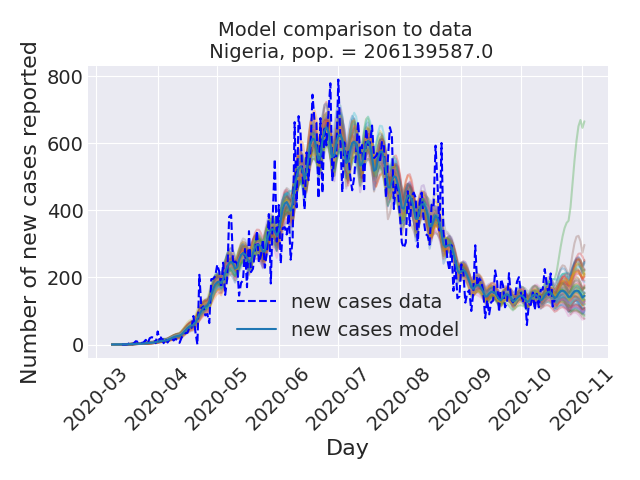 Model comparison to data
Nigeria, pop. = 206139587.0
Number of new cases reported
800
600
400
200
0
new cases data
new cases model
2020-03
2020-04
2020-05
2020-06
2020-07
2020-08
2020-09
2020-10
2020-11
Day